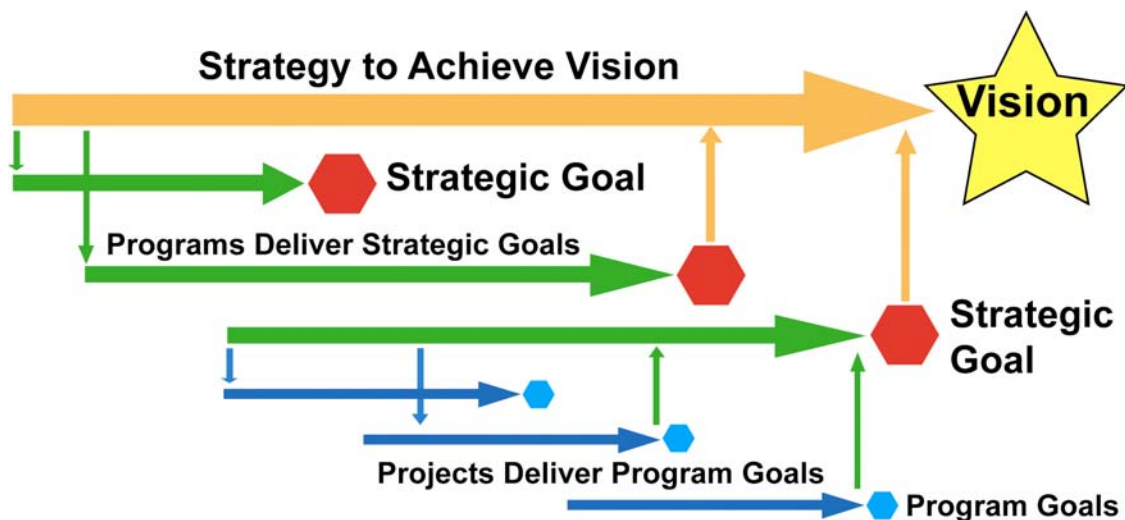 Strategy to Achieve Vision
Vision
Strategic Goal
Programs Deliver Strategic Goals
Strategic
Goal
Projects Deliver Program Goals
Program Goals